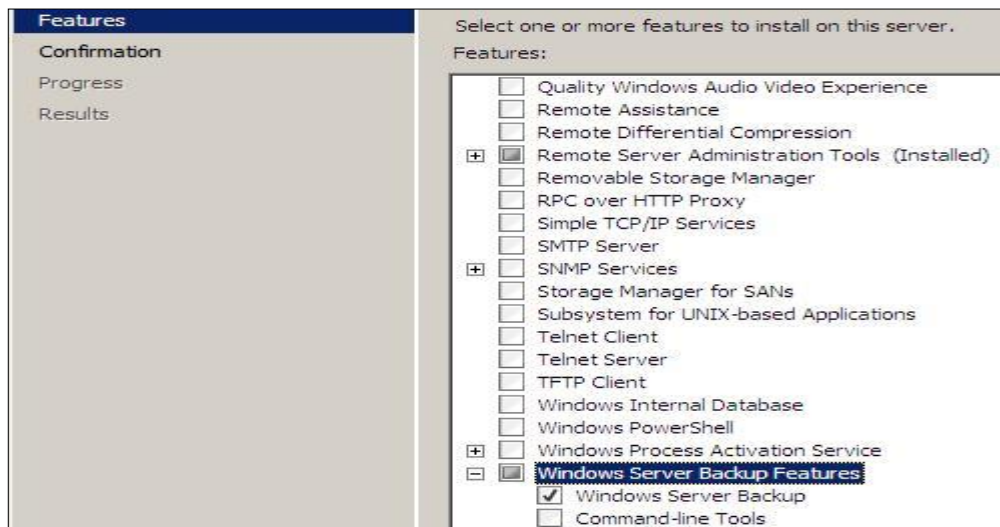 Features
Confirmation
Progress
Results
Select one or more features to install on this server.
Features:
Quality Windows Audio Video Experience
Remote Assistance
Remote Differential Compression
Remote Server Administration Tools (Installed)
Removable Storage Manager
RPC over HTTP Proxy
Simple TCP/IP Services
SMTP Server
SNMP Services
Storage Manager for SANs
Subsystem for UNIX-based Applications
Telnet Client
Telnet Server
TFTP Client
Windows Internal Database
Windows PowerShell
Windows Process Activation Service
Windows Server Backup Features
Windows Server Backup
Command-line Tools